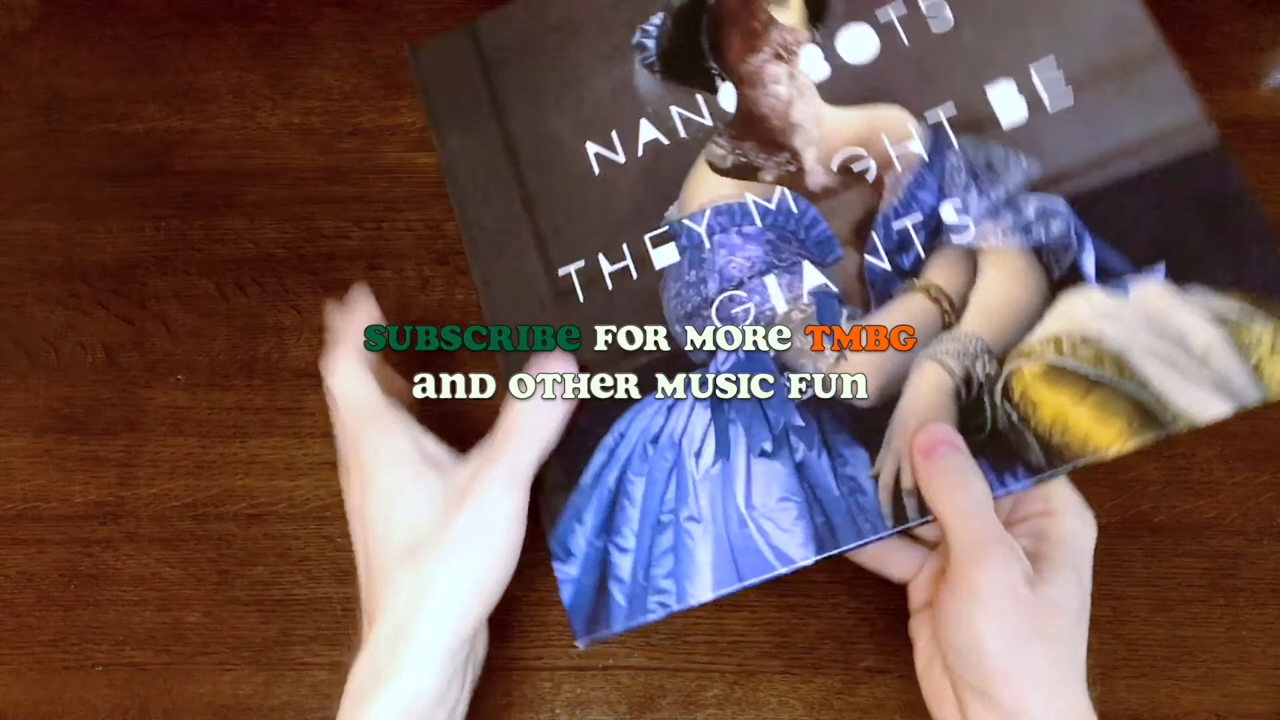 NANOBOTS
THEY MIGHT BE
GIANTS
SUBSCRIBE FOR MORE TMBG
AND OTHER MUSIC FUN